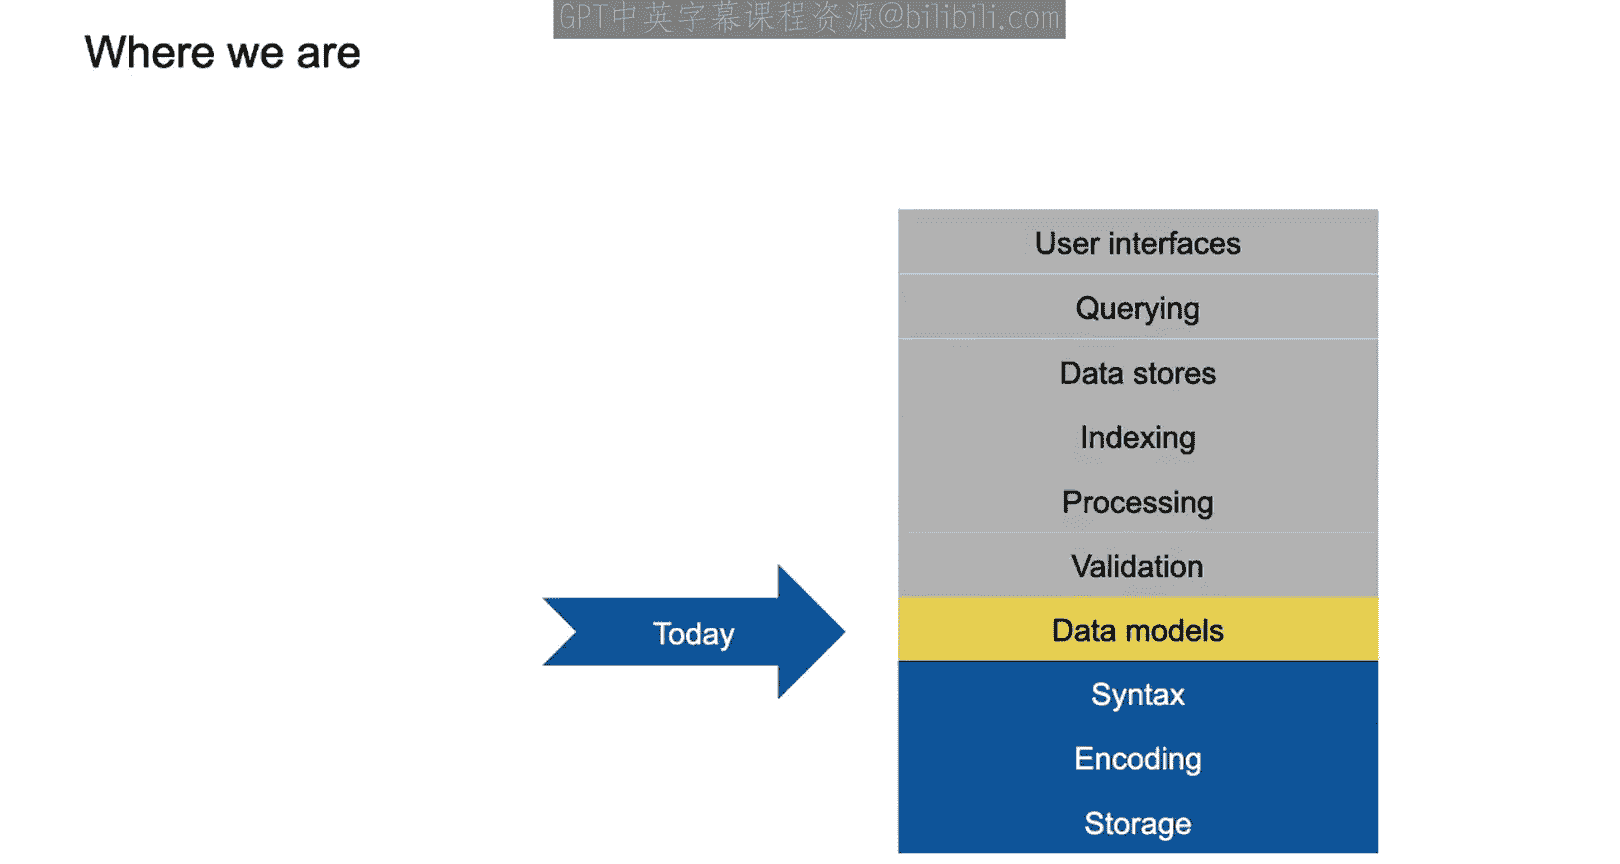 GPT中英字幕课程资源@bilibili.com
Where we are
User interfaces
Querying
Data stores
Indexing
Processing
Validation
Today
Data models
Syntax
Encoding
Storage